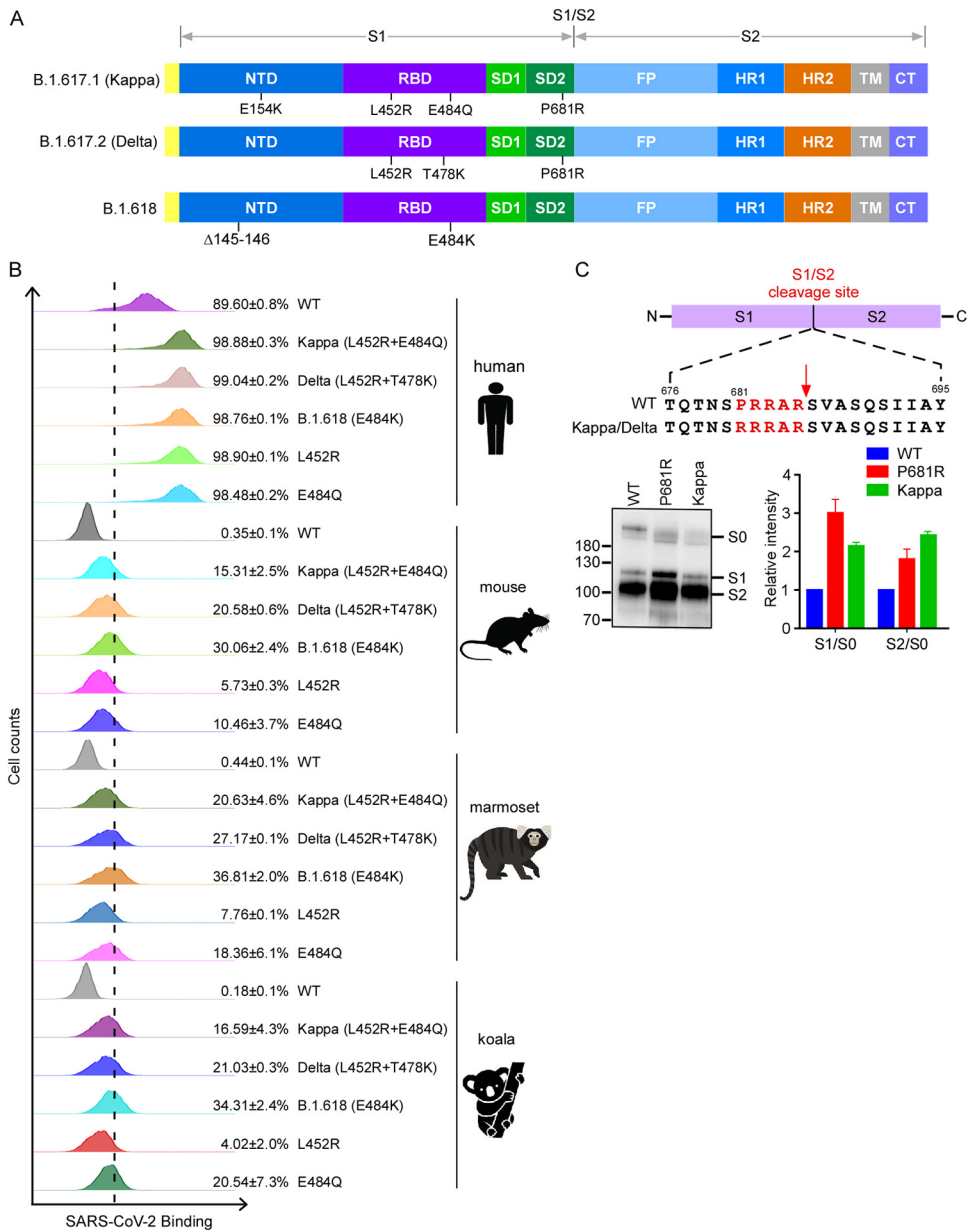 A
S1/S2
S1 S2
B.1.617.1 (Kappa) NTD RBD SD1 SD2 FP HR1 HR2 TM CT
E154K L452R E484Q P681R
B.1.617.2 (Delta) NTD RBD SD1 SD2 FP HR1 HR2 TM CT
L452R T478K P681R
B.1.618 NTD RBD SD1 SD2 FP HR1 HR2 TM CT
Δ145-146 E484K
B
89.60±0.8% WT
98.88±0.3% Kappa (L452R+E484Q)
99.04±0.2% Delta (L452R+T478K)
98.76±0.1% B.1.618 (E484K)
98.90±0.1% L452R
98.48±0.2% E484Q
human
0.35±0.1% WT
15.31±2.5% Kappa (L452R+E484Q)
20.58±0.6% Delta (L452R+T478K)
30.06±2.4% B.1.618 (E484K)
5.73±0.3% L452R
10.46±3.7% E484Q
mouse
0.44±0.1% WT
20.63±4.6% Kappa (L452R+E484Q)
27.17±0.1% Delta (L452R+T478K)
36.81±2.0% B.1.618 (E484K)
7.76±0.1% L452R
18.36±6.1% E484Q
marmoset
0.18±0.1% WT
16.59±4.3% Kappa (L452R+E484Q)
21.03±0.3% Delta (L452R+T478K)
34.31±2.4% B.1.618 (E484K)
4.02±2.0% L452R
20.54±7.3% E484Q
koala
Cell counts
SARS-CoV-2 Binding
C
S1/S2
cleavage site
N S1 S2 C
676 681 695
WT TQTNSPRRARSVASQSIIAY
Kappa/Delta TQTNSRRRARSVASQSIIAY
WT P681R Kappa
180
130
100
70
S0
S1
S2
WT
P681R
Kappa
Relative intensity
4
3
2
1
0
S1/S0 S2/S0